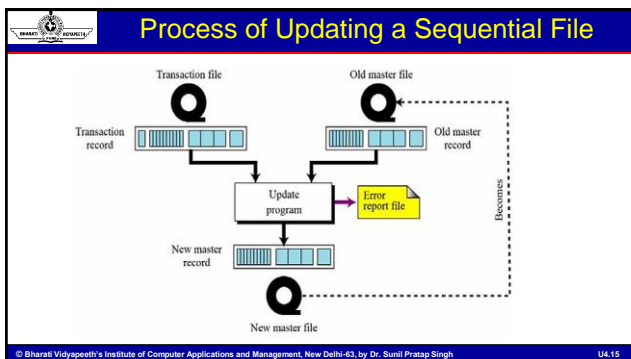 BHARATI VIDYAPEETH
Process of Updating a Sequential File
Transaction file
Old master file
Transaction
record
Old master
record
Update
program
Error
report file
Becomes
New master
record
New master file
© Bharati Vidyapeeth's Institute of Computer Applications and Management, New Delhi-63, by Dr. Sunil Pratap Singh
U4.15